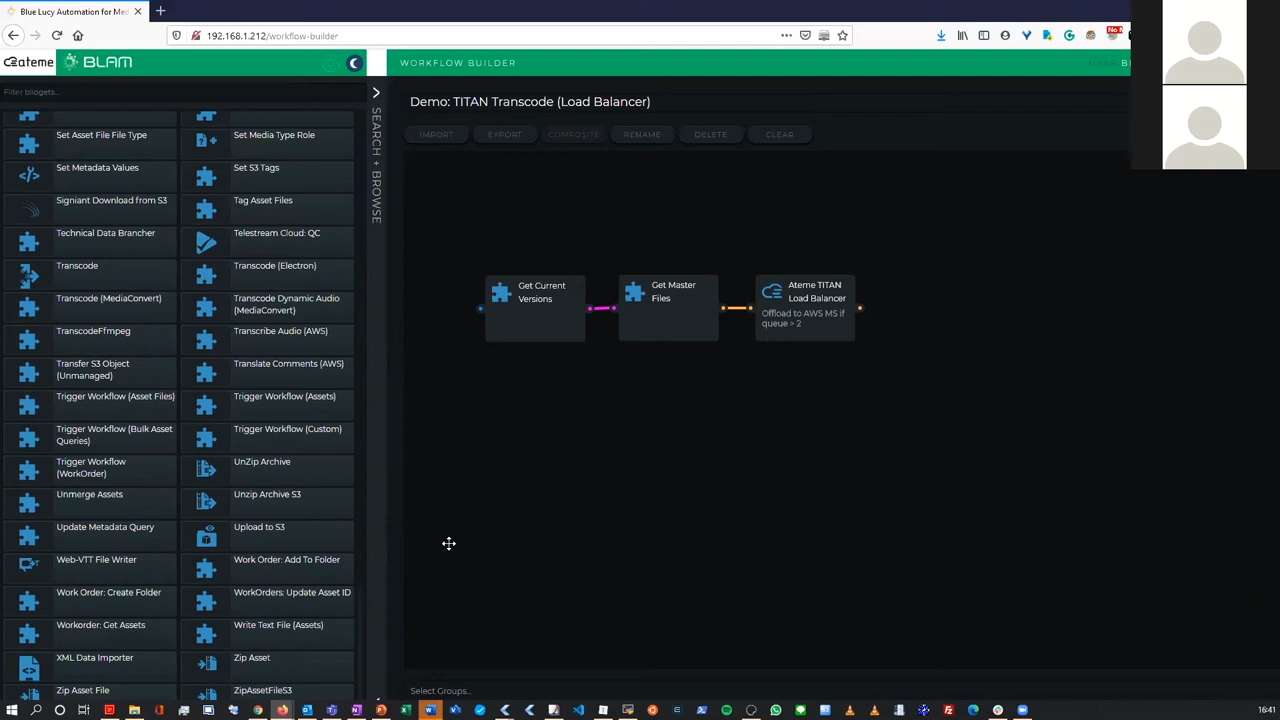 Blue Lucy Automation for Med
192.168.1.212/workflow-builder
ateme BLAM
WORKFLOW BUILDER
USER: B
Filter blidgets...
Demo: TITAN Transcode (Load Balancer)
IMPORT EXPORT COMPOSITE RENAME DELETE CLEAR
SEARCH + BROWSE
Set Asset File File Type
Set Media Type Role
Set Metadata Values
Set S3 Tags
Signiant Download from S3
Tag Asset Files
Technical Data Brancher
Telestream Cloud: QC
Transcode
Transcode (Electron)
Transcode (MediaConvert)
Transcode Dynamic Audio
(MediaConvert)
TranscodeFfmpeg
Transcribe Audio (AWS)
Transfer S3 Object
(Unmanaged)
Translate Comments (AWS)
Trigger Workflow (Asset Files)
Trigger Workflow (Assets)
Trigger Workflow (Bulk Asset
Queries)
Trigger Workflow (Custom)
Trigger Workflow
(WorkOrder)
UnZip Archive
Unmerge Assets
Unzip Archive S3
Update Metadata Query
Upload to S3
Web-VTT File Writer
Work Order: Add To Folder
Work Order: Create Folder
WorkOrders: Update Asset ID
Workorder: Get Assets
Write Text File (Assets)
XML Data Importer
Zip Asset
Zip Asset File
ZipAssetFileS3
Get Current
Versions
Get Master
Files
Ateme TITAN
Load Balancer
Offload to AWS MS if
queue > 2
Select Groups...
16:41